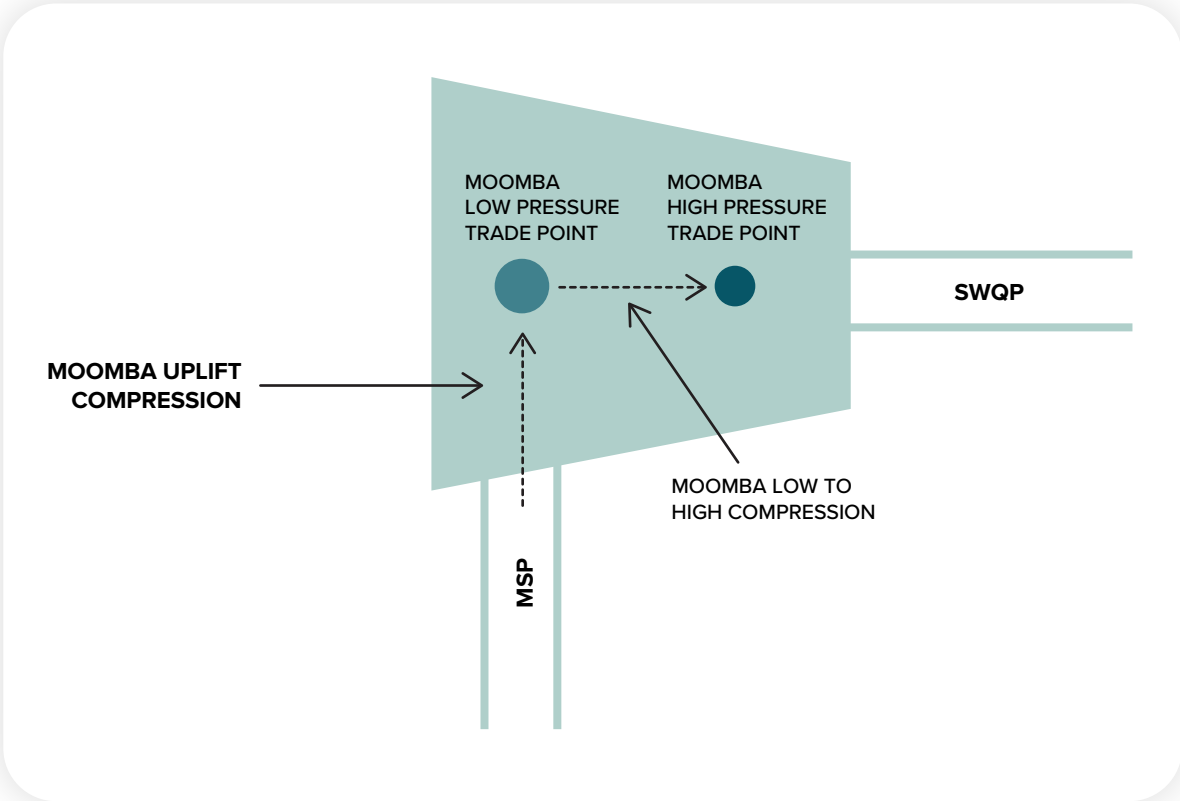 MOOMBA
LOW PRESSURE
TRADE POINT
MOOMBA
HIGH PRESSURE
TRADE POINT
SWQP
MOOMBA UPLIFT
COMPRESSION
MOOMBA LOW TO
HIGH COMPRESSION
MSP